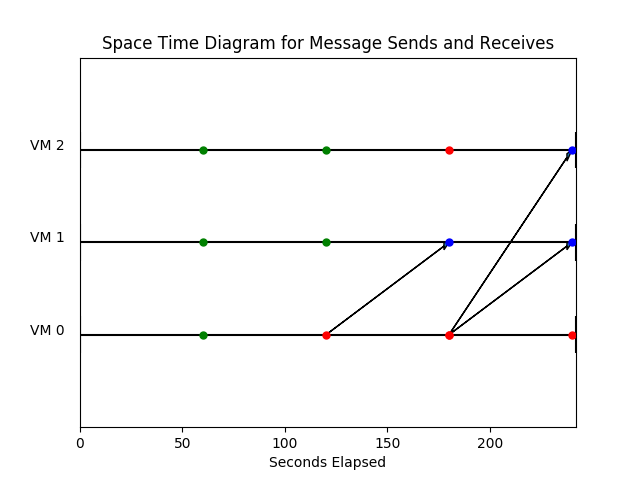 Space Time Diagram for Message Sends and Receives
VM 2
VM 1
VM 0
0 50 100 150 200
Seconds Elapsed